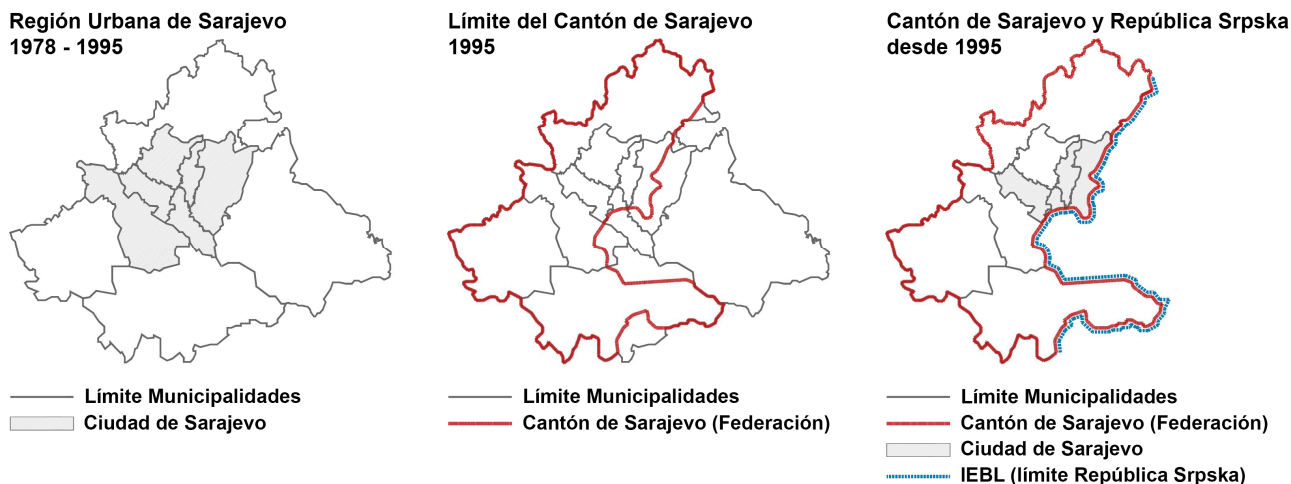 Región Urbana de Sarajevo
1978 - 1995
Límite Municipalidades
Ciudad de Sarajevo
Límite del Cantón de Sarajevo
1995
Límite Municipalidades
Cantón de Sarajevo (Federación)
Cantón de Sarajevo y República Srpska
desde 1995
Límite Municipalidades
Cantón de Sarajevo (Federación)
Ciudad de Sarajevo
IEBL (límite República Srpska)